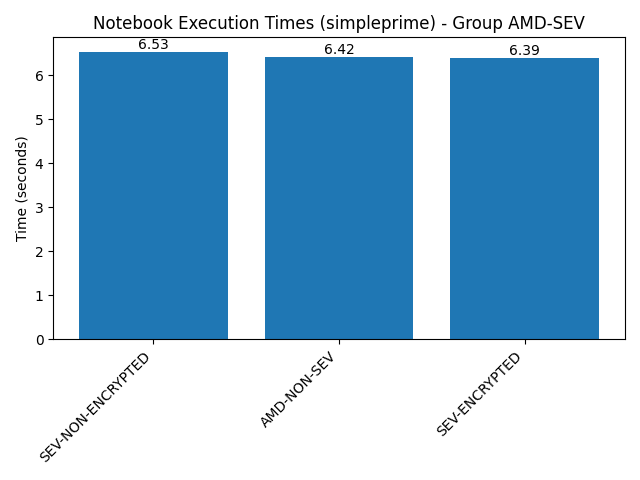 Notebook Execution Times (simpleprime) - Group AMD-SEV
6.53
6.42
6.39
Time (seconds)
6
5
4
3
2
1
0
SEV-NON-ENCRYPTED
AMD-NON-SEV
SEV-ENCRYPTED